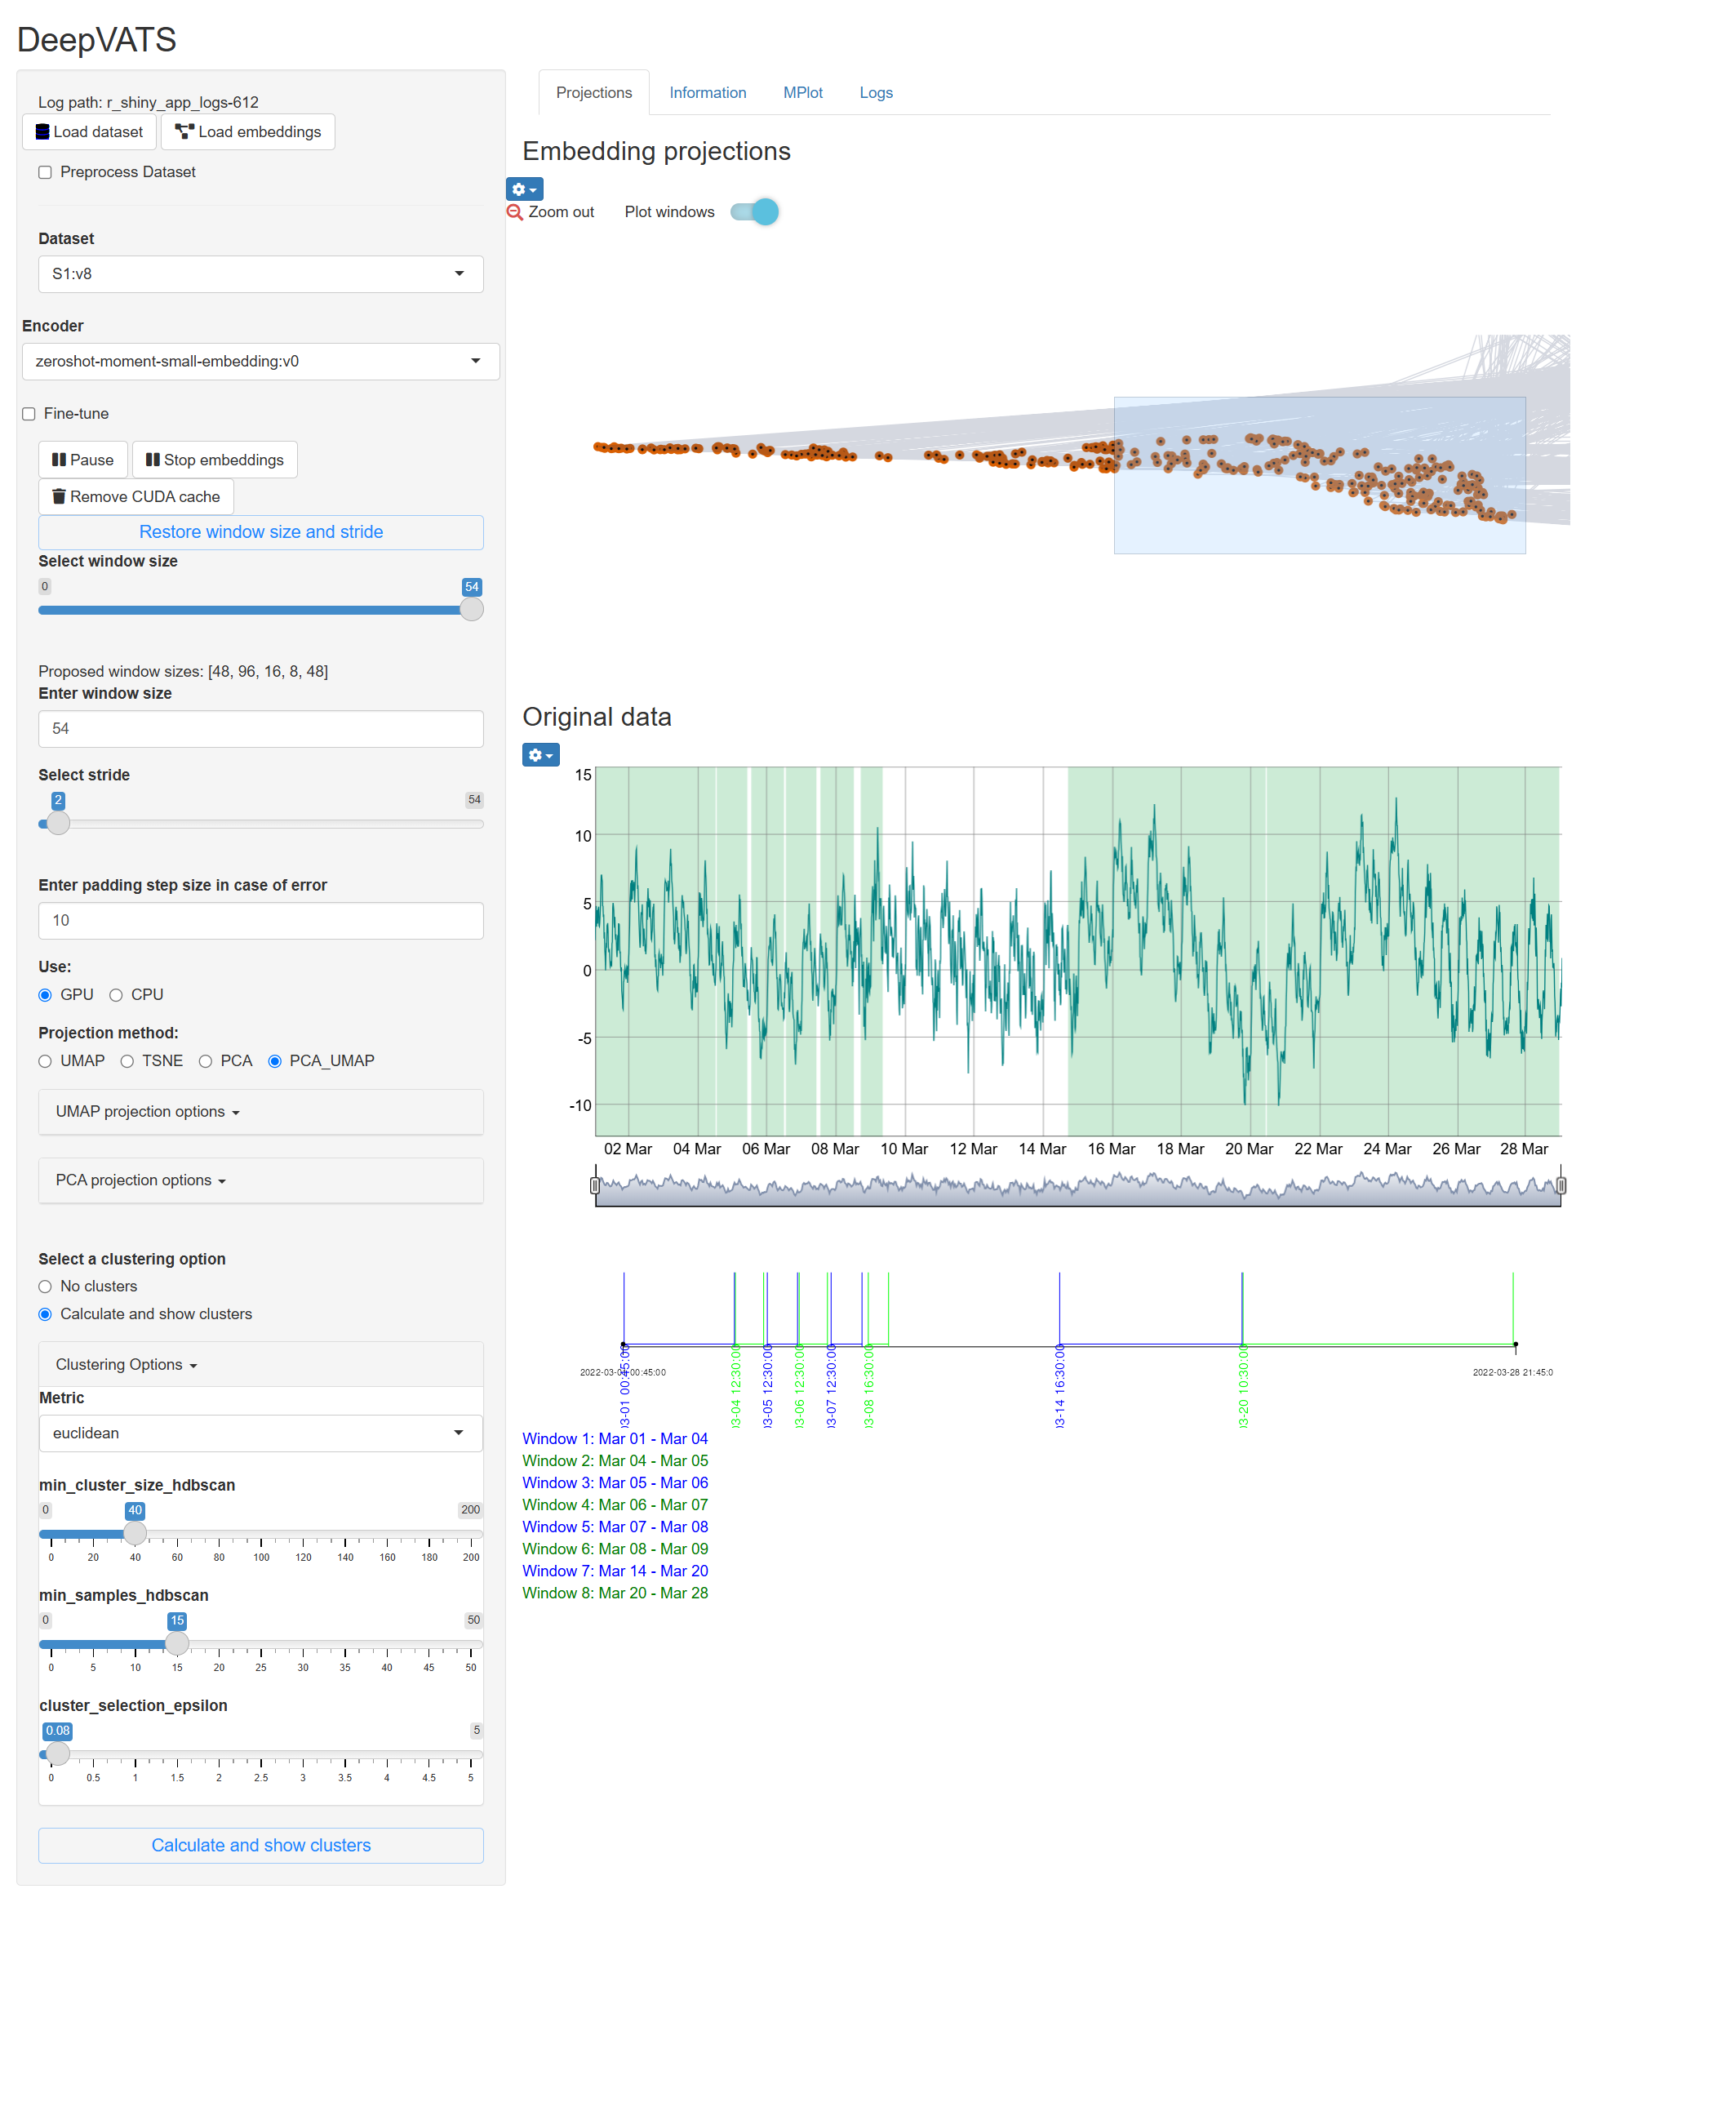 DeepVATS
Log path: r_shiny_app_logs-612
Load dataset
Load embeddings
Preprocess Dataset
Dataset
S1:v8
Encoder
zeroshot-moment-small-embedding:v0
Fine-tune
Pause
Stop embeddings
Remove CUDA cache
Restore window size and stride
Select window size
0 54
Proposed window sizes: [48, 96, 16, 8, 48]
Enter window size
54
Select stride
2 54
Enter padding step size in case of error
10
Use:
GPU CPU
Projection method:
UMAP TSNE PCA PCA_UMAP
UMAP projection options
PCA projection options
Select a clustering option
No clusters
Calculate and show clusters
Clustering Options
Metric
euclidean
min_cluster_size_hdbscan
0 40 200
0 20 40 60 80 100 120 140 160 180 200
min_samples_hdbscan
0 15 50
0 5 10 15 20 25 30 35 40 45 50
cluster_selection_epsilon
0.08 5
0 0.5 1 1.5 2 2.5 3 3.5 4 4.5 5
Calculate and show clusters
Projections Information MPlot Logs
Embedding projections
Zoom out Plot windows
Original data
15
10
5
0
-5
-10
02 Mar 04 Mar 06 Mar 08 Mar 10 Mar 12 Mar 14 Mar 16 Mar 18 Mar 20 Mar 22 Mar 24 Mar 26 Mar 28 Mar
2022-03-01 00:45:00
2022-03-28 21:45:0
03-01 00:45:00
03-04 12:30:00
03-05 12:30:00
03-06 12:30:00
03-07 12:30:00
03-08 16:30:00
03-14 16:30:00
03-20 10:30:00
Window 1: Mar 01 - Mar 04
Window 2: Mar 04 - Mar 05
Window 3: Mar 05 - Mar 06
Window 4: Mar 06 - Mar 07
Window 5: Mar 07 - Mar 08
Window 6: Mar 08 - Mar 09
Window 7: Mar 14 - Mar 20
Window 8: Mar 20 - Mar 28